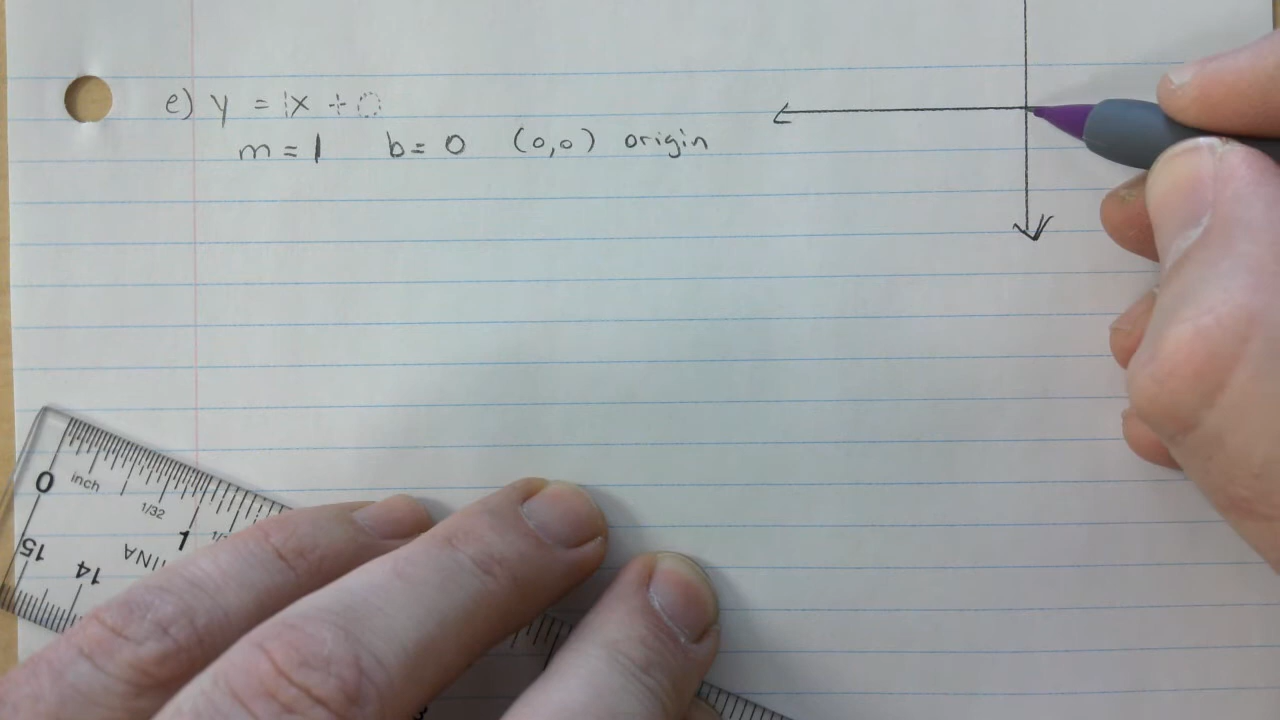 e) y = 1x + 0
m = 1 b = 0 (0,0) origin
0 inch 1/32 1
15 14